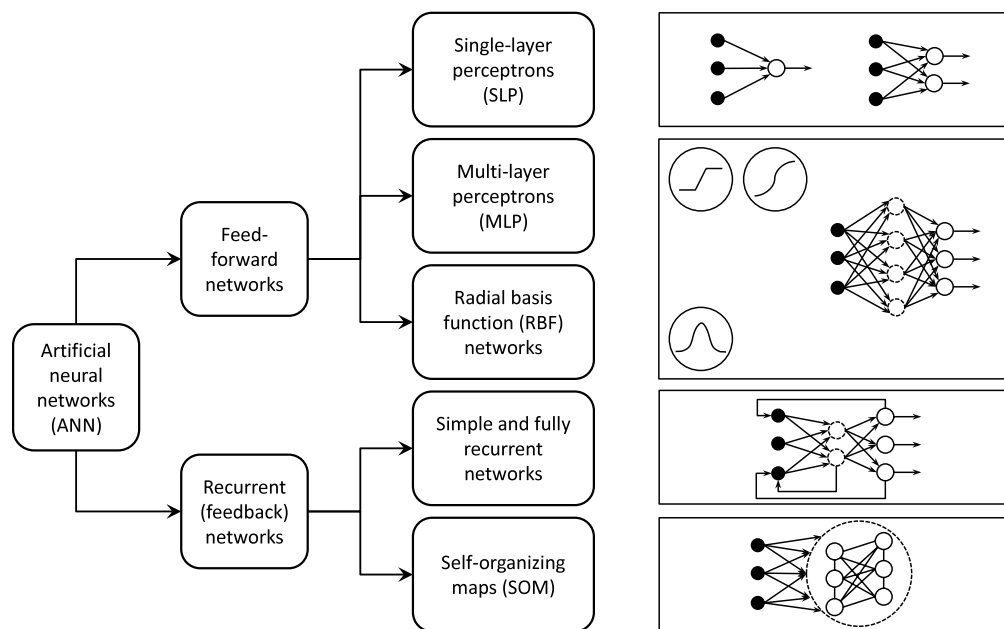 Single-layer
perceptrons
(SLP)
Multi-layer
perceptrons
(MLP)
Feed-
forward
networks
Radial basis
function (RBF)
networks
Artificial
neural
networks
(ANN)
Simple and fully
recurrent
networks
Recurrent
(feedback)
networks
Self-organizing
maps (SOM)